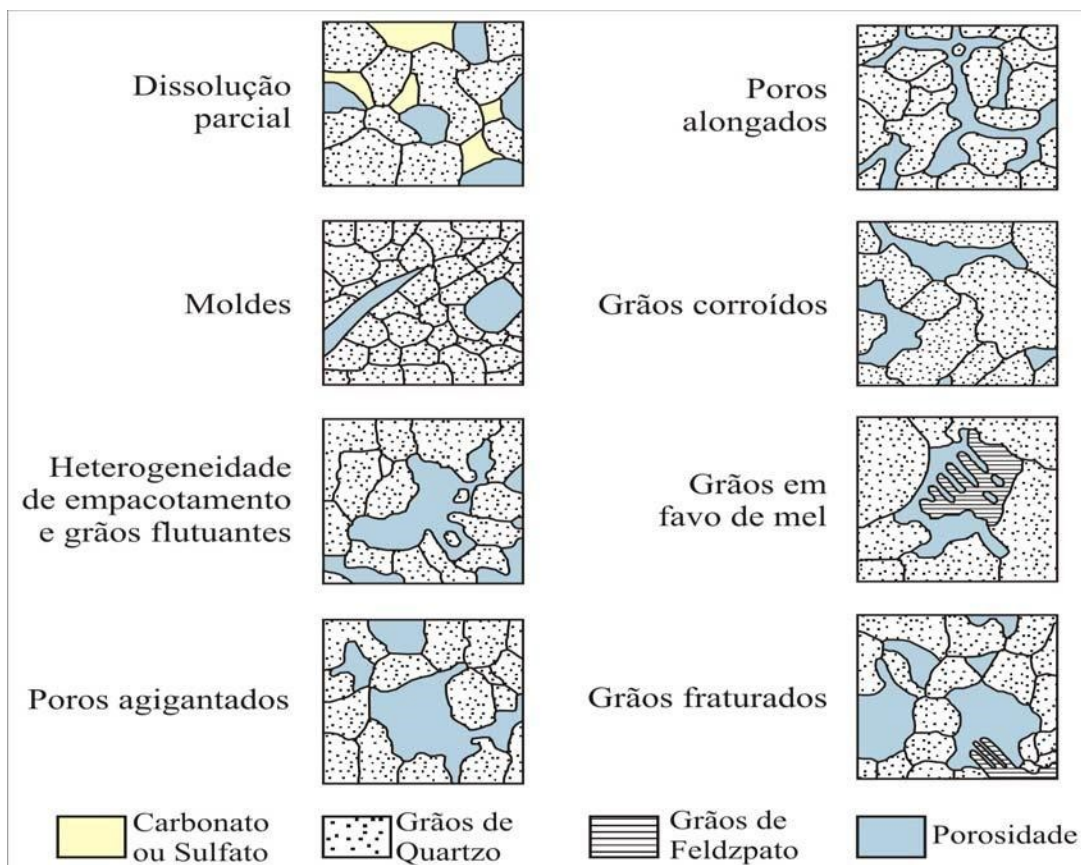 Dissolução
parcial
Poros
alongados
Moldes
Grãos corroídos
Heterogeneidade
de empacotamento
e grãos flutuantes
Grãos em
favo de mel
Poros agigantados
Grãos fraturados
Carbonato
ou Sulfato
Grãos de
Quartzo
Grãos de
Feldzpato
Porosidade